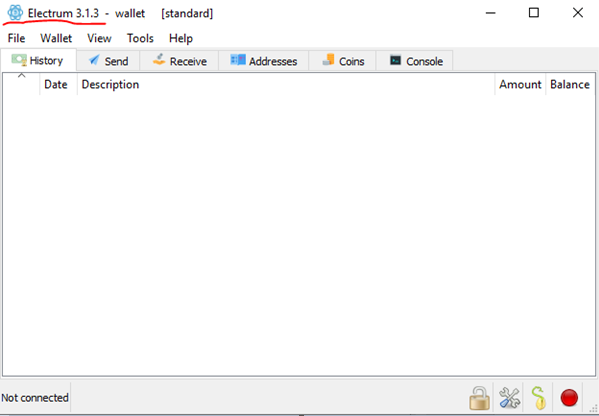 Electrum 3.1.3 - wallet [standard]
File Wallet View Tools Help
History Send Receive Addresses Coins Console
Date Description Amount Balance
Not connected